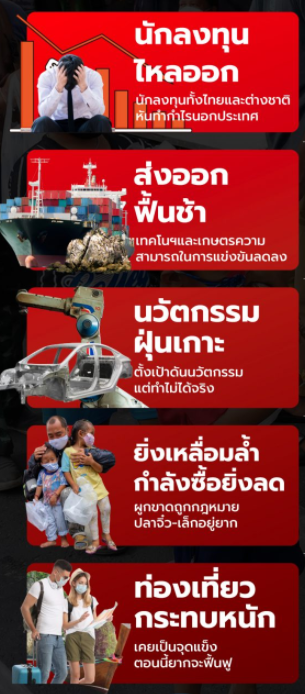 นักลงทุน
ไหลออก
นักลงทุนทั้งไทยและต่างชาติ
หันทำกำไรนอกประเทศ
ส่งออก
ฟื้นช้า
เทคโนฯและเกษตรความ
สามารถในการแข่งขันลดลง
นวัตกรรม
ฝุ่นเกาะ
ตั้งเป้าดันนวัตกรรม
แต่ทำไม่ได้จริง
ยิ่งเหลื่อมล้ำ
กำลังซื้อยิ่งลด
ผูกขาดถูกกฎหมาย
ปลาจิ๋ว-เล็กอยู่ยาก
ท่องเที่ยว
กระทบหนัก
เคยเป็นจุดแข็ง
ตอนนี้ยากจะฟื้นฟู